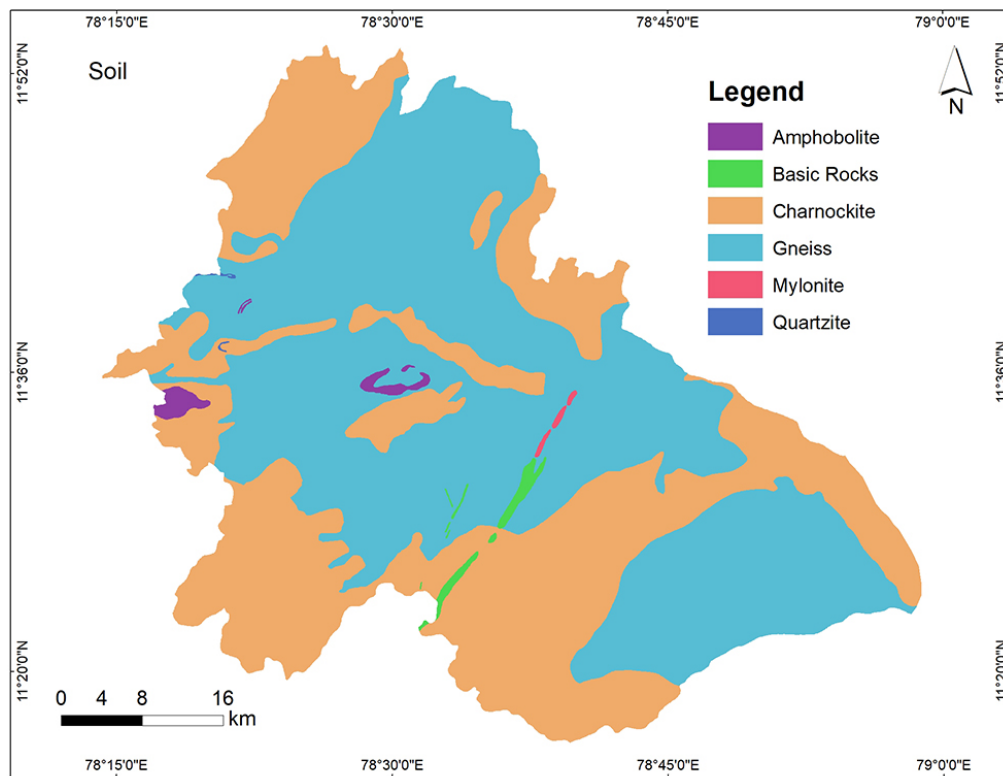 78°15'0"E 78°30'0"E 78°45'0"E 79°0'0"E
11°52'0"N 11°52'0"N
Soil
N
Legend
Amphobolite
Basic Rocks
Charnockite
Gneiss
Mylonite
Quartzite
11°36'0"N 11°36'0"N
11°20'0"N 11°20'0"N
0 4 8 16
km
78°15'0"E 78°30'0"E 78°45'0"E 79°0'0"E